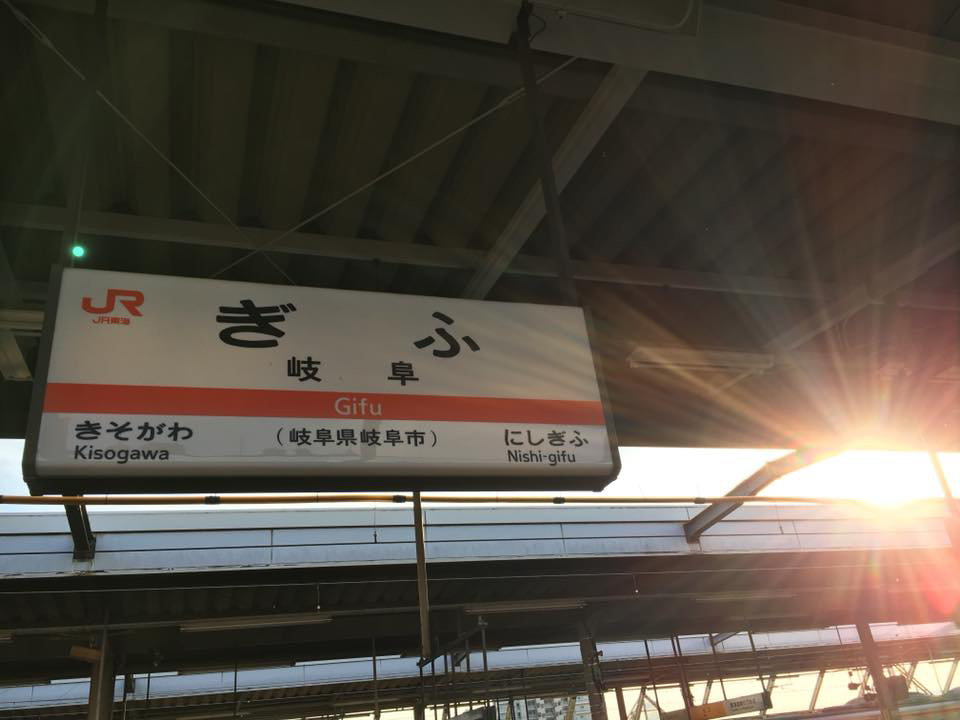 JR
JR東海
ぎふ
岐阜
Gifu
きそがわ
Kisogawa
(岐阜県岐阜市)
にしぎふ
Nishi-gifu